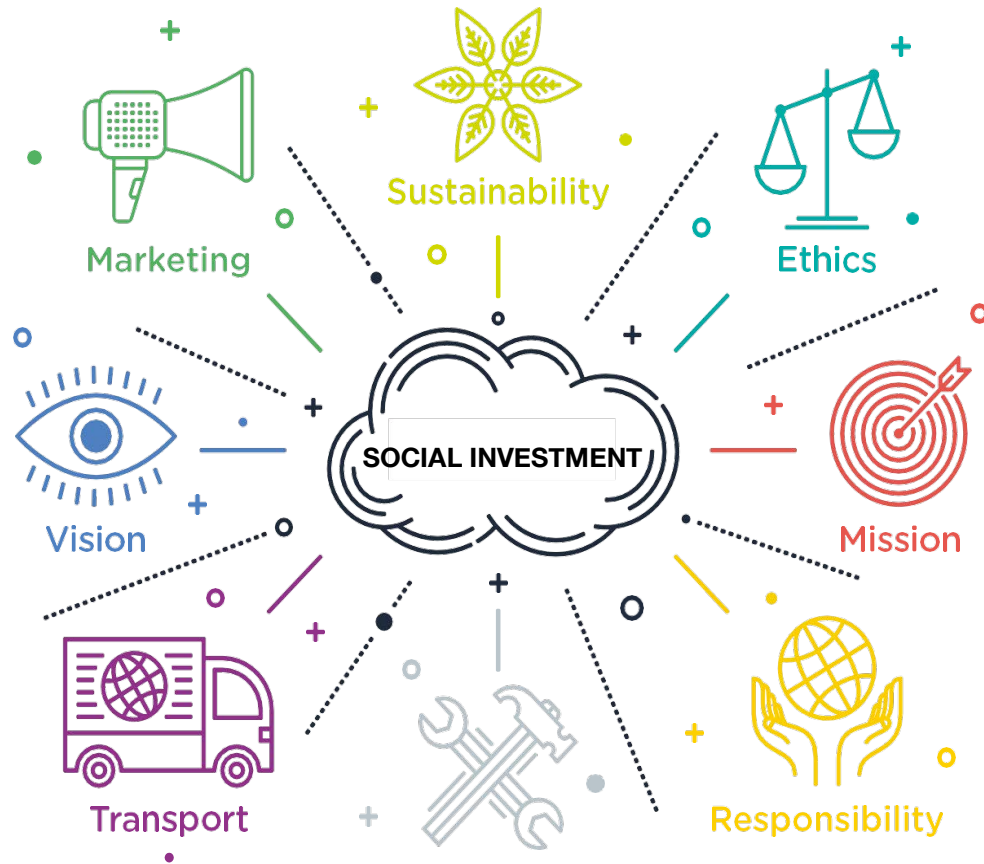 Sustainability
Marketing
Ethics
SOCIAL INVESTMENT
Vision
Mission
Transport
Responsibility